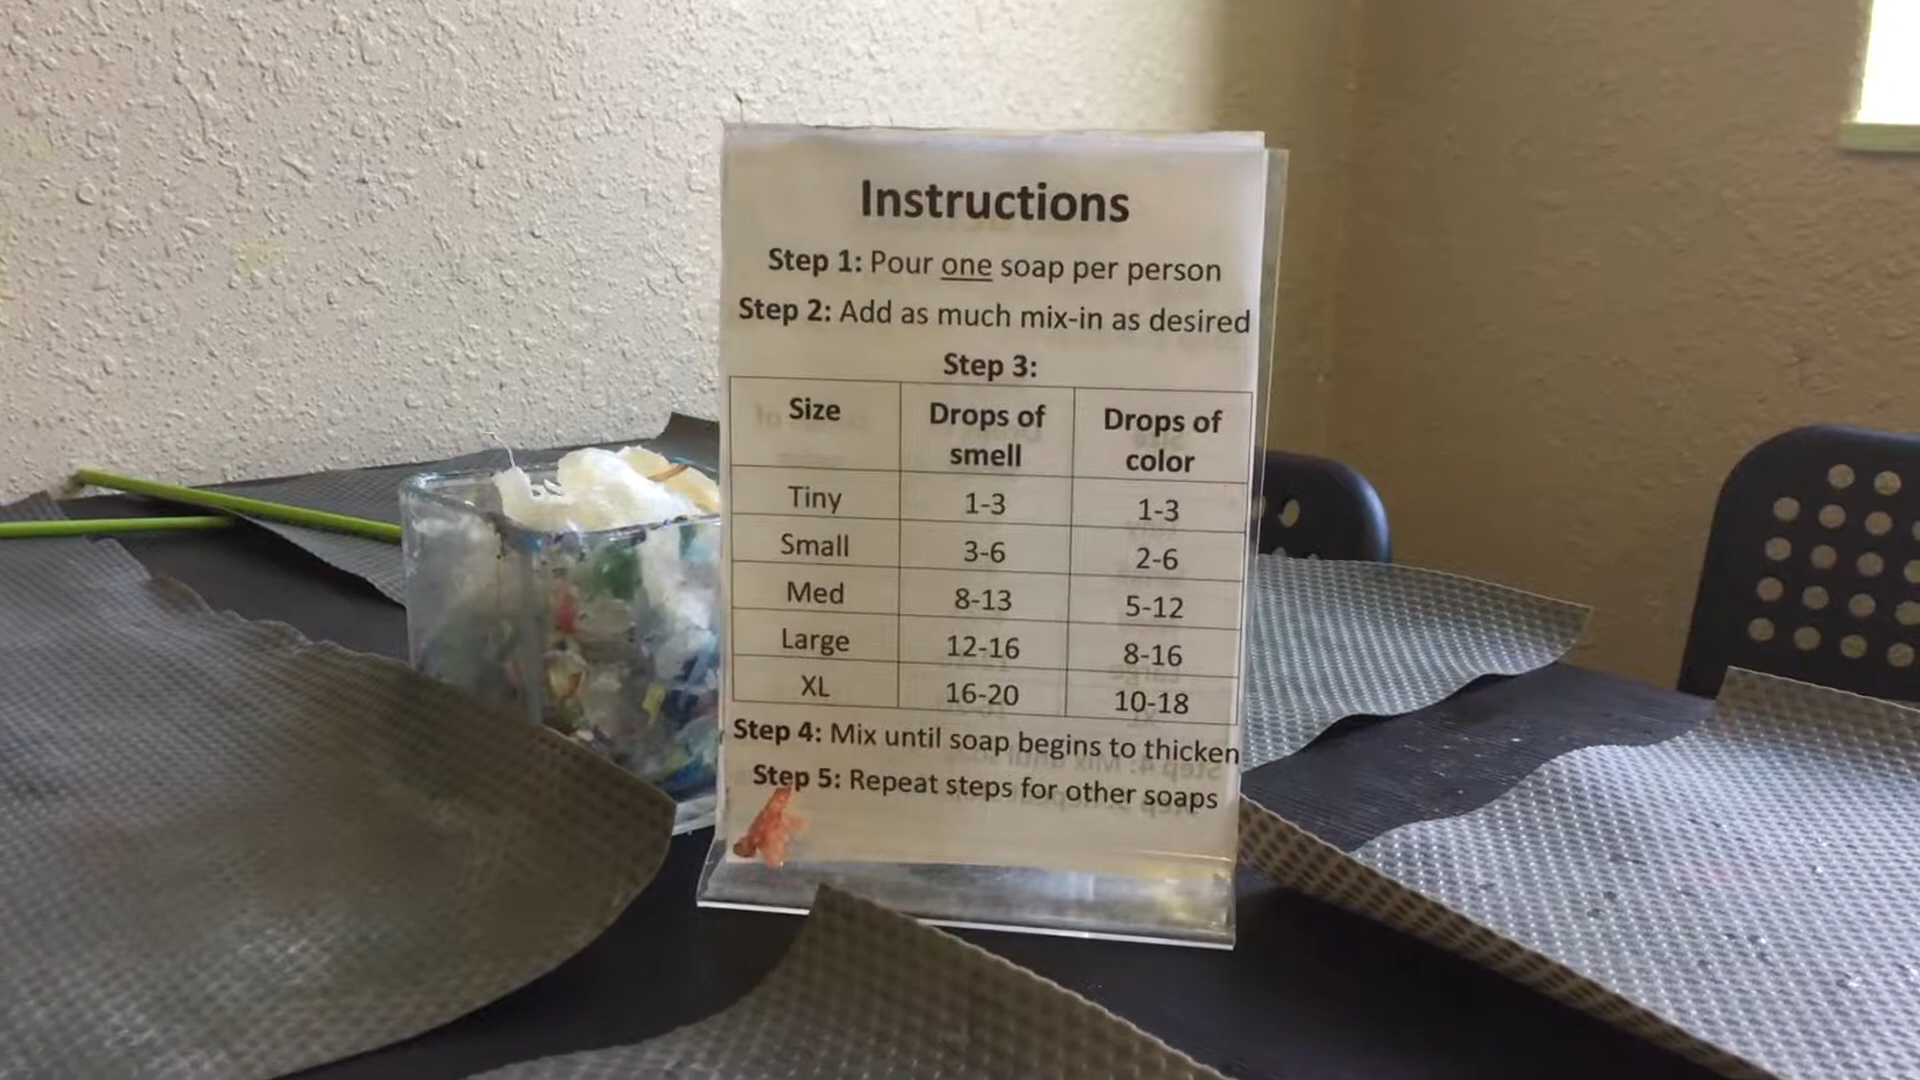 Instructions
Step 1: Pour one soap per person
Step 2: Add as much mix-in as desired
Step 3:
Size Drops of smell Drops of color
Tiny 1-3 1-3
Small 3-6 2-6
Med 8-13 5-12
Large 12-16 8-16
XL 16-20 10-18
Step 4: Mix until soap begins to thicken
Step 5: Repeat steps for other soaps